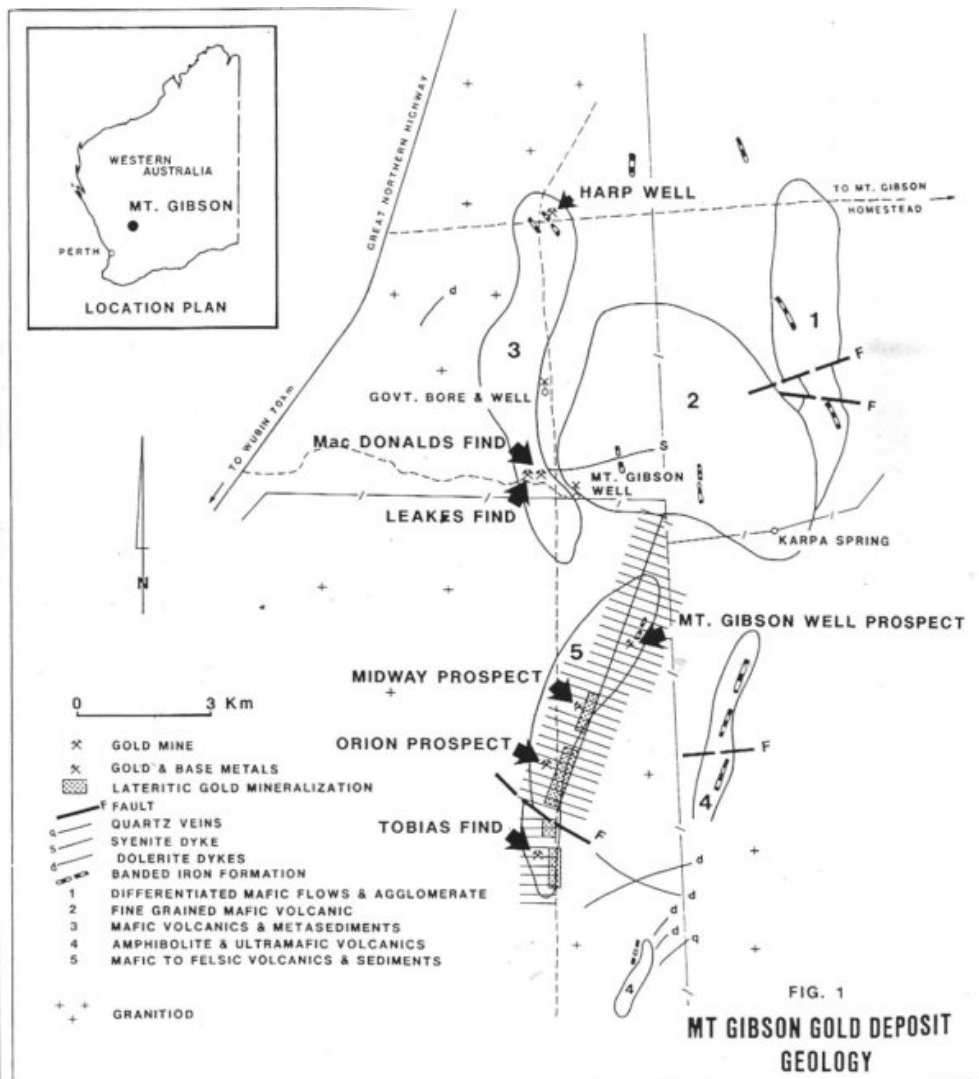 WESTERN
AUSTRALIA
MT. GIBSON
PERTH
LOCATION PLAN
GREAT NORTHERN HIGHWAY
TO WUBIN 70km
HARP WELL
TO MT. GIBSON
HOMESTEAD
d
1
3
F
2
GOVT. BORE & WELL
F
Mac DONALDS FIND
S
MT. GIBSON
WELL
LEAKES FIND
KARPA SPRING
N
MT. GIBSON WELL PROSPECT
5
MIDWAY PROSPECT
0 3 Km
ORION PROSPECT
F
4
TOBIAS FIND
F
d
d
d
d
q
4
GOLD MINE
GOLD & BASE METALS
LATERITIC GOLD MINERALIZATION
F FAULT
q QUARTZ VEINS
s SYENITE DYKE
d DOLERITE DYKES
BANDED IRON FORMATION
1 DIFFERENTIATED MAFIC FLOWS & AGGLOMERATE
2 FINE GRAINED MAFIC VOLCANIC
3 MAFIC VOLCANICS & METASEDIMENTS
4 AMPHIBOLITE & ULTRAMAFIC VOLCANICS
5 MAFIC TO FELSIC VOLCANICS & SEDIMENTS
GRANITIOD
FIG. 1
MT GIBSON GOLD DEPOSIT
GEOLOGY